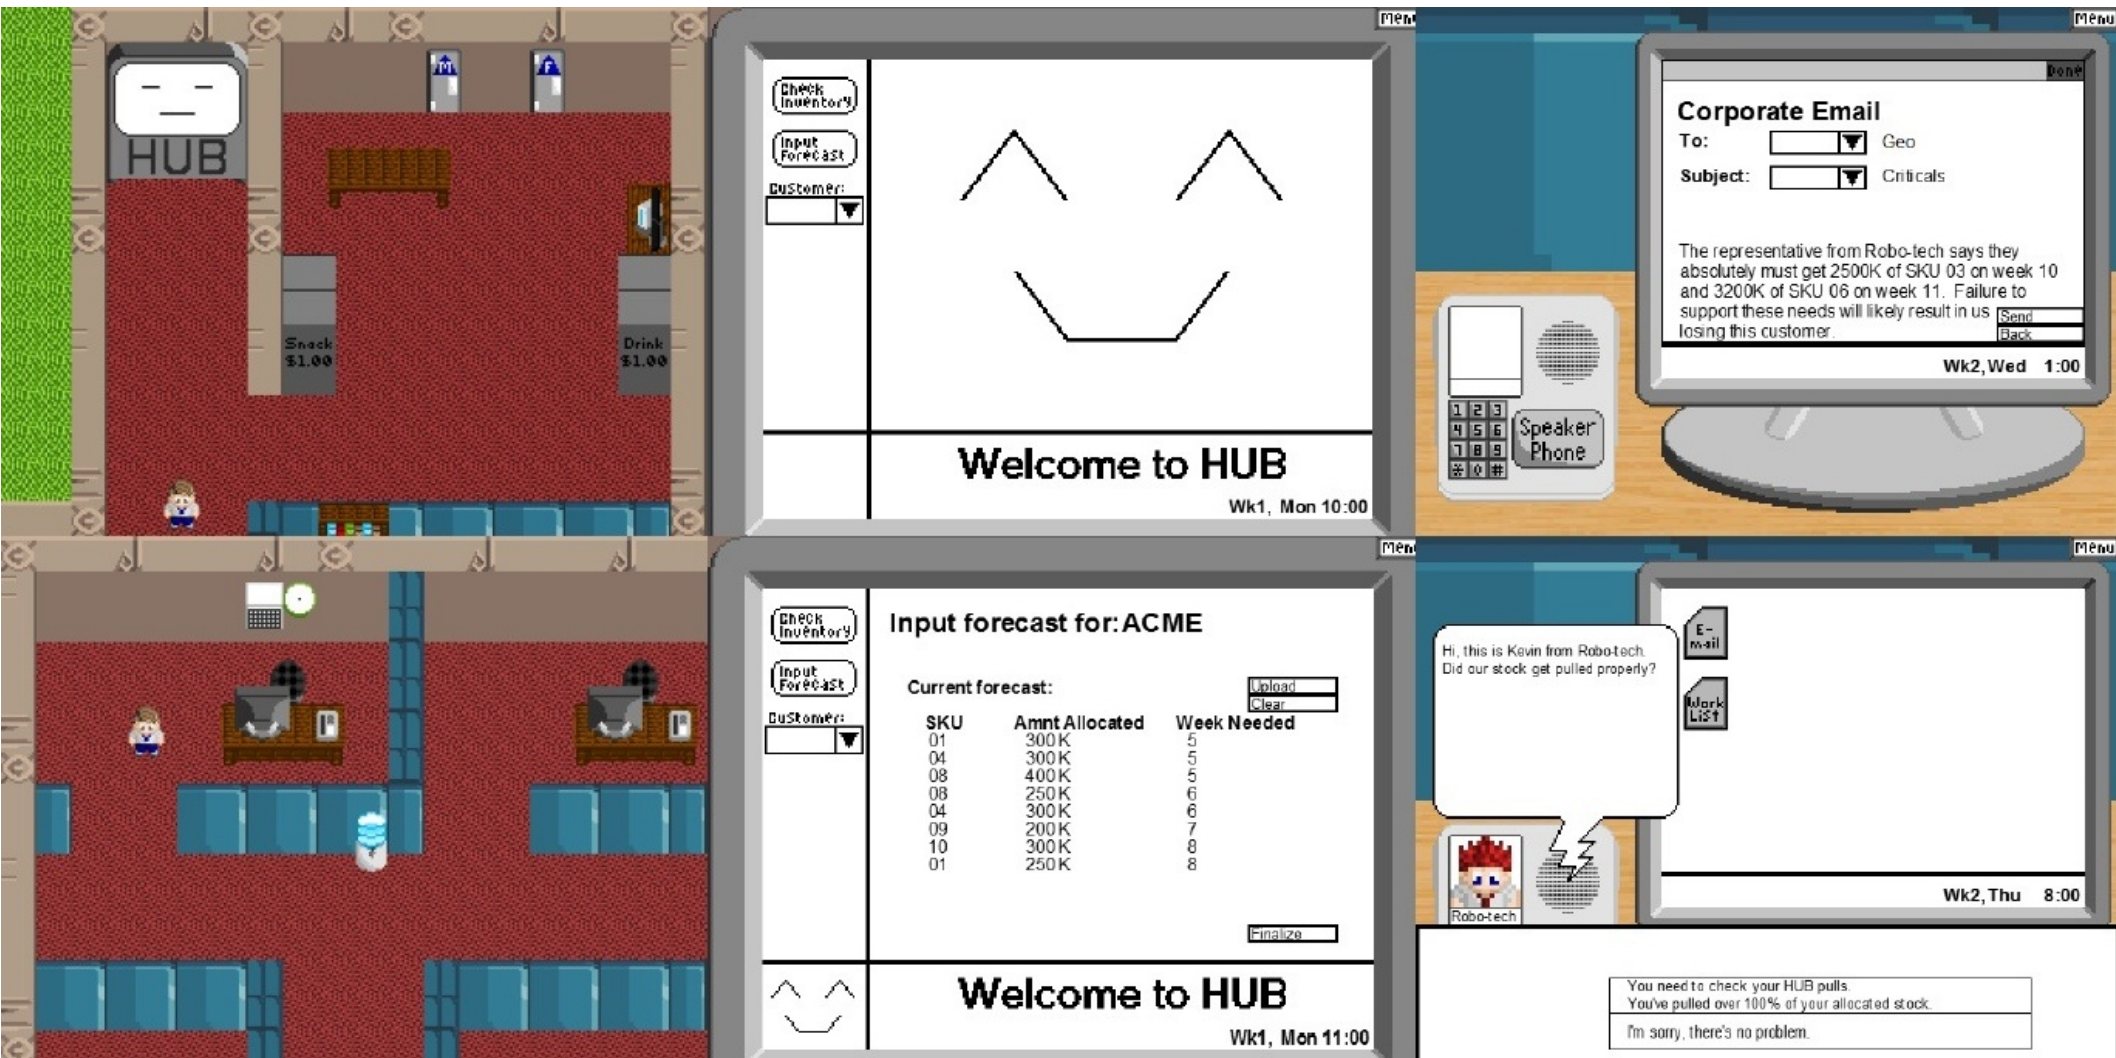 M
F
HUB
Snack
$1.00
Drink
$1.00
Menu
Check
Inventory
Input
Forecast
Customer:
Welcome to HUB
Wk1, Mon 10:00
Menu
Done
Corporate Email
To: Geo
Subject: Criticals
The representative from Robo-tech says they
absolutely must get 2500K of SKU 03 on week 10
and 3200K of SKU 06 on week 11. Failure to
support these needs will likely result in us
losing this customer.
Send
Back
Wk2, Wed 1:00
1 2 3
4 5 6
7 8 9
* 0 #
Speaker
Phone
Menu
Check
Inventory
Input
Forecast
Customer:
Input forecast for: ACME
Current forecast:
Upload
Clear
SKU Amnt Allocated Week Needed
01 300K 5
04 300K 5
08 400K 5
08 250K 6
04 300K 6
09 200K 7
10 300K 8
01 250K 8
Finalize
Welcome to HUB
Wk1, Mon 11:00
Menu
Hi, this is Kevin from Robo-tech.
Did our stock get pulled properly?
E-
mail
Work
List
Robo-tech
Wk2, Thu 8:00
You need to check your HUB pulls.
You've pulled over 100% of your allocated stock.
I'm sorry, there's no problem.